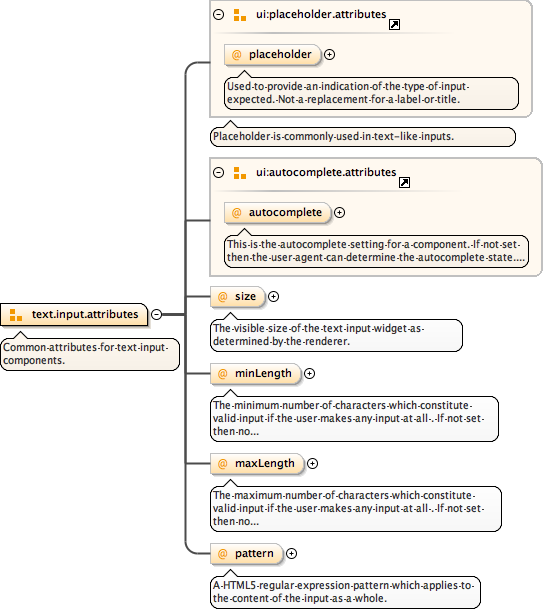 ui:placeholder.attributes
@ placeholder
Used to provide an indication of the type of input
expected. Not a replacement for a label or title.
Placeholder is commonly used in text-like inputs.
ui:autocomplete.attributes
@ autocomplete
This is the autocomplete setting for a component. If not set
then the user agent can determine the autocomplete state....
@ size
The visible size of the text input widget as
determined by the renderer.
text.input.attributes
Common attributes for text input
components.
@ minLength
The minimum number of characters which constitute
valid input if the user makes any input at all . If not set
then no...
@ maxLength
The maximum number of characters which constitute
valid input if the user makes any input at all . If not set
then no...
@ pattern
A HTML5 regular expression pattern which applies to
the content of the input as a whole.